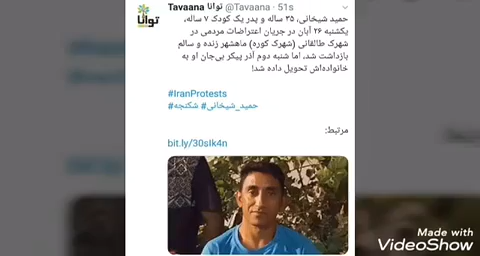 Tavaana توانا @Tavaana · 51s
توانا
حمید شیخانی، ۳۵ ساله و پدر یک کودک ۷ ساله،
یکشنبه ۲۶ آبان در جریان اعتراضات مردمی در
شهرک طالقانی (شهرک کوره) ماهشهر زنده و سالم
بازداشت شد، اما شنبه دوم آذر پیکر بی‌جان او به
خانواده‌اش تحویل داده شد!
#IranProtests
#حمید_شیخانی #شکنجه
مرتبط:
bit.ly/30sIk4n
Made with
VideoShow